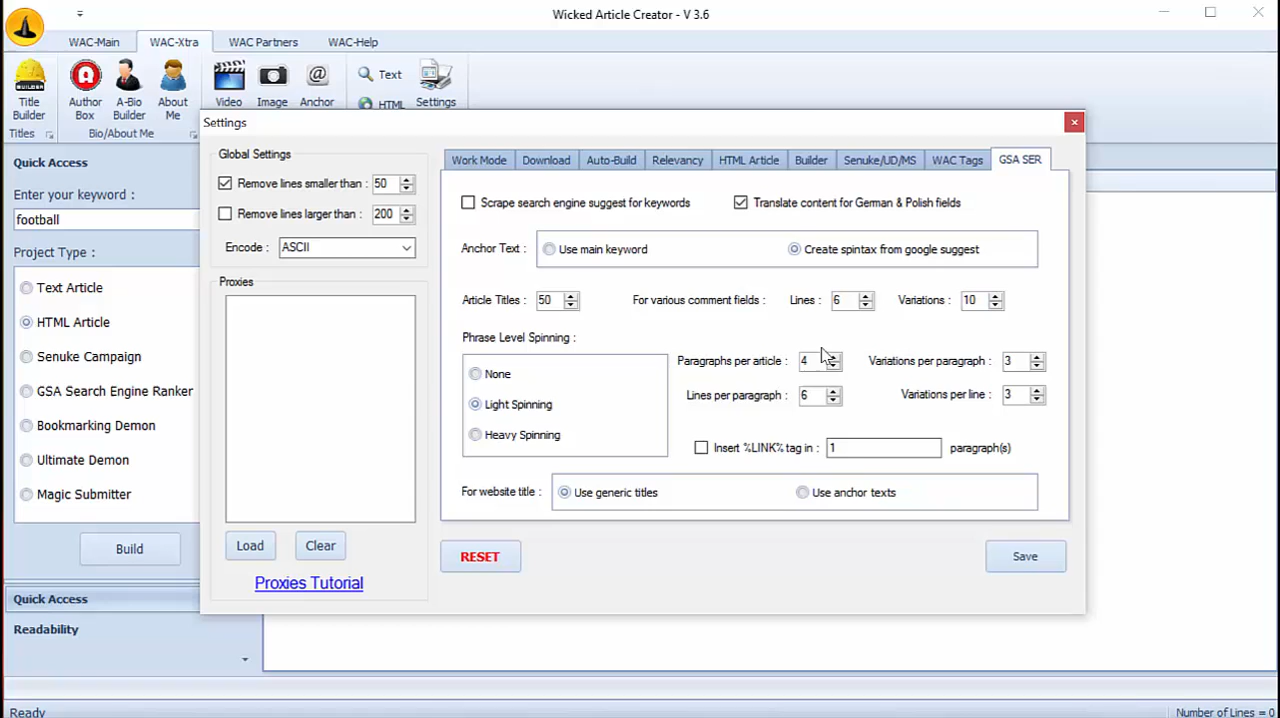 Wicked Article Creator - V 3.6
WAC-Main WAC-Xtra WAC Partners WAC-Help
BUILDER
Title Builder
Author Box
A-Bio Builder
About Me
Video
Image
Anchor
Text
HTML
Settings
Titles
Bio/About Me
Quick Access
Enter your keyword:
football
Project Type :
Text Article
HTML Article
Senuke Campaign
GSA Search Engine Ranker
Bookmarking Demon
Ultimate Demon
Magic Submitter
Build
Quick Access
Readability
Ready
Number of Lines = 0
Settings
Global Settings
Remove lines smaller than : 50
Remove lines larger than : 200
Encode : ASCII
Proxies
Load Clear
Proxies Tutorial
Work Mode Download Auto-Build Relevancy HTML Article Builder Senuke/UD/MS WAC Tags GSA SER
Scrape search engine suggest for keywords Translate content for German & Polish fields
Anchor Text : Use main keyword Create spintax from google suggest
Article Titles : 50 For various comment fields : Lines : 6 Variations : 10
Phrase Level Spinning :
None
Light Spinning
Heavy Spinning
Paragraphs per article : 4 Variations per paragraph : 3
Lines per paragraph : 6 Variations per line : 3
Insert %LINK% tag in : 1 paragraph(s)
For website title : Use generic titles Use anchor texts
RESET Save